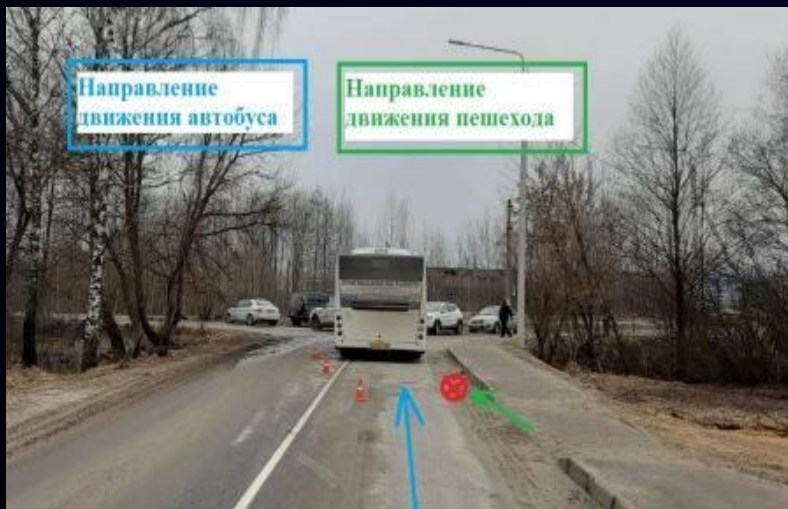 Направление
движения автобуса
Направление
движения пешехода